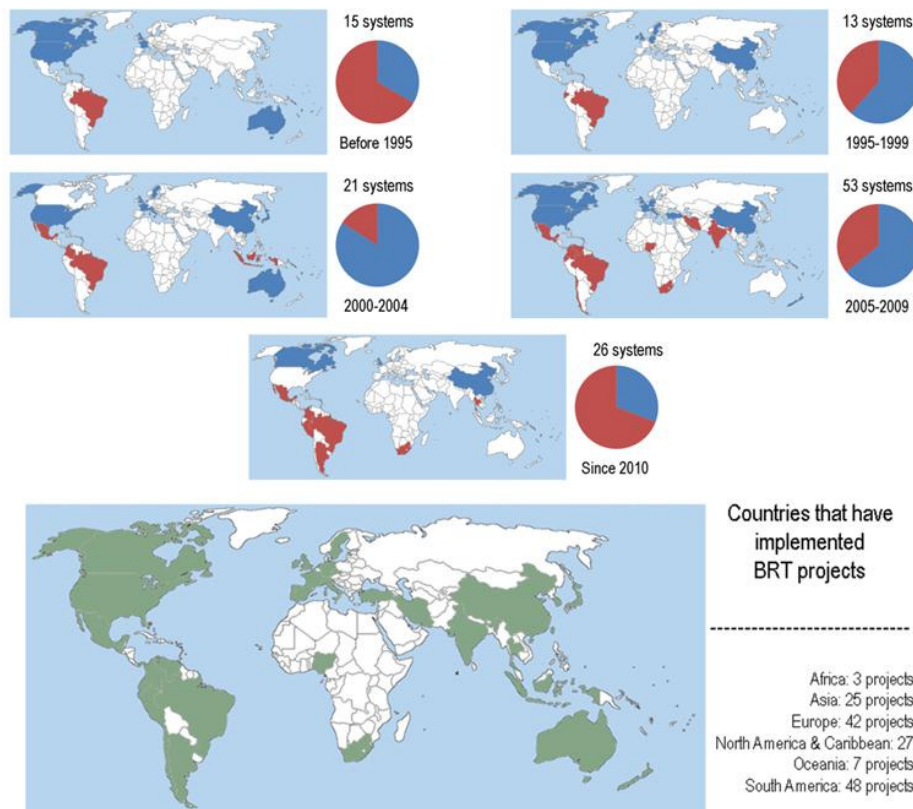 15 systems
Before 1995
13 systems
1995-1999
21 systems
2000-2004
53 systems
2005-2009
26 systems
Since 2010
Countries that have
implemented
BRT projects
Africa: 3 projects
Asia: 25 projects
Europe: 42 projects
North America & Caribbean: 27
Oceania: 7 projects
South America: 48 projects